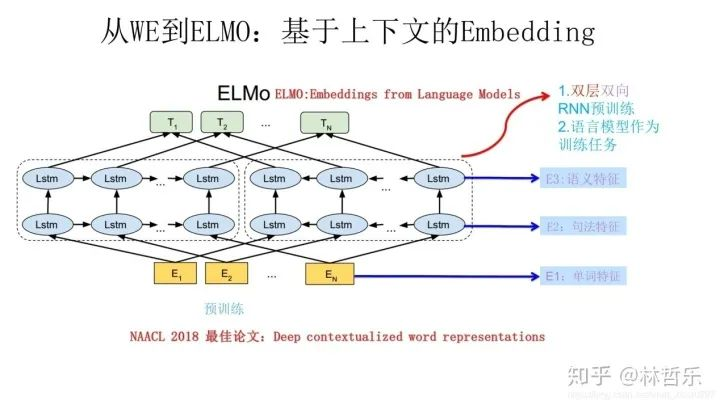 从WE到ELMO：基于上下文的Embedding
ELMo ELMO:Embeddings from Language Models
1.双层双向
RNN预训练
2.语言模型作为
训练任务
T1 T2 ... TN
Lstm Lstm ... Lstm Lstm Lstm ... Lstm
E3:语义特征
Lstm Lstm ... Lstm Lstm Lstm ... Lstm
E2：句法特征
E1 E2 ... EN
E1：单词特征
预训练
NAACL 2018 最佳论文：Deep contextualized word representations
知乎 @林哲乐